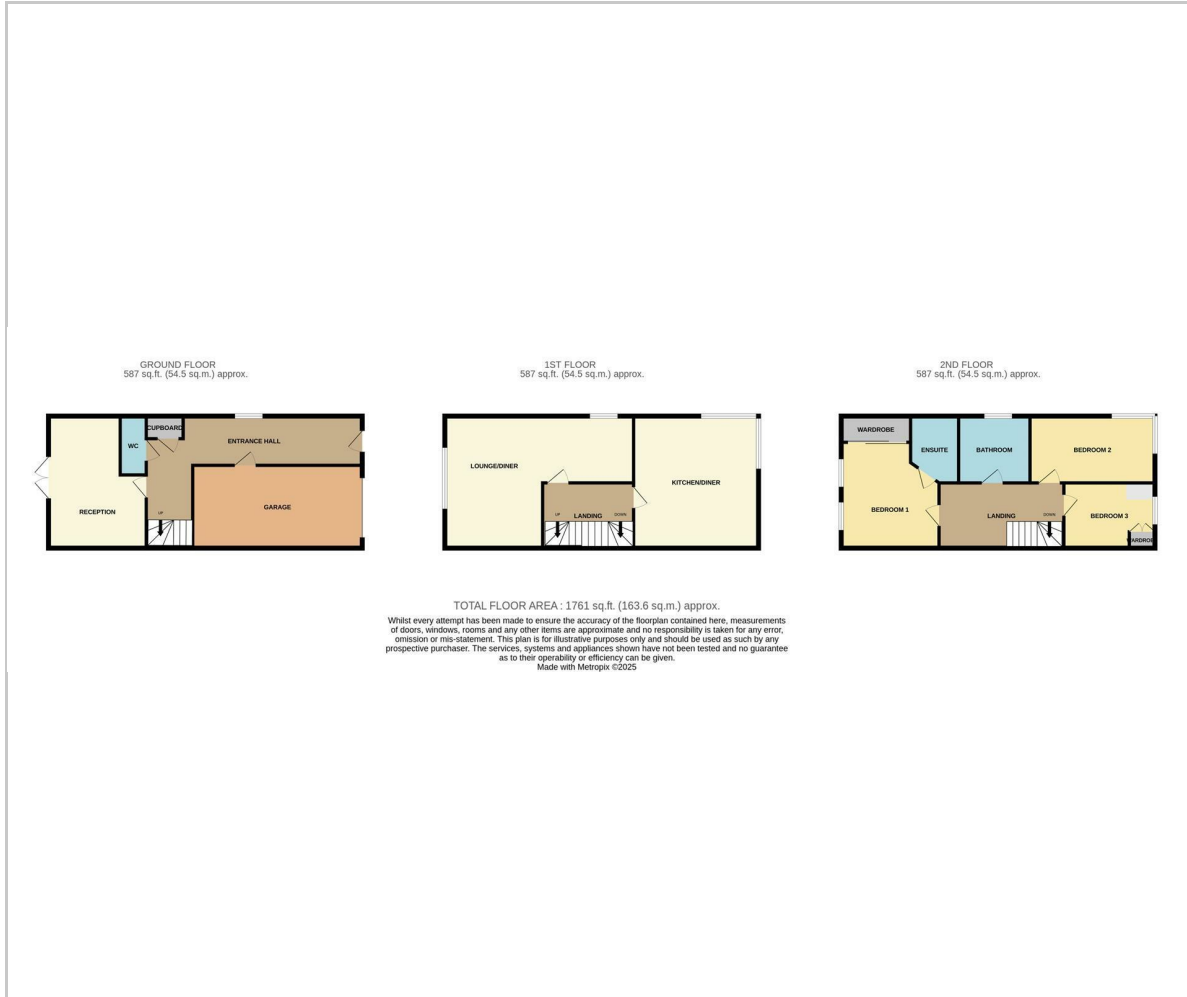 GROUND FLOOR
587 sq.ft. (54.5 sq.m.) approx.
1ST FLOOR
587 sq.ft. (54.5 sq.m.) approx.
2ND FLOOR
587 sq.ft. (54.5 sq.m.) approx.
CUPBOARD
WC
ENTRANCE HALL
RECEPTION
GARAGE
UP
LOUNGE/DINER
KITCHEN/DINER
UP
LANDING
DOWN
WARDROBE
ENSUITE
BATHROOM
BEDROOM 2
BEDROOM 1
LANDING
DOWN
BEDROOM 3
WARDROBE
TOTAL FLOOR AREA : 1761 sq.ft. (163.6 sq.m.) approx.
Whilst every attempt has been made to ensure the accuracy of the floorplan contained here, measurements
of doors, windows, rooms and any other items are approximate and no responsibility is taken for any error,
omission or mis-statement. This plan is for illustrative purposes only and should be used as such by any
prospective purchaser. The services, systems and appliances shown have not been tested and no guarantee
as to their operability or efficiency can be given.
Made with Metropix ©2025